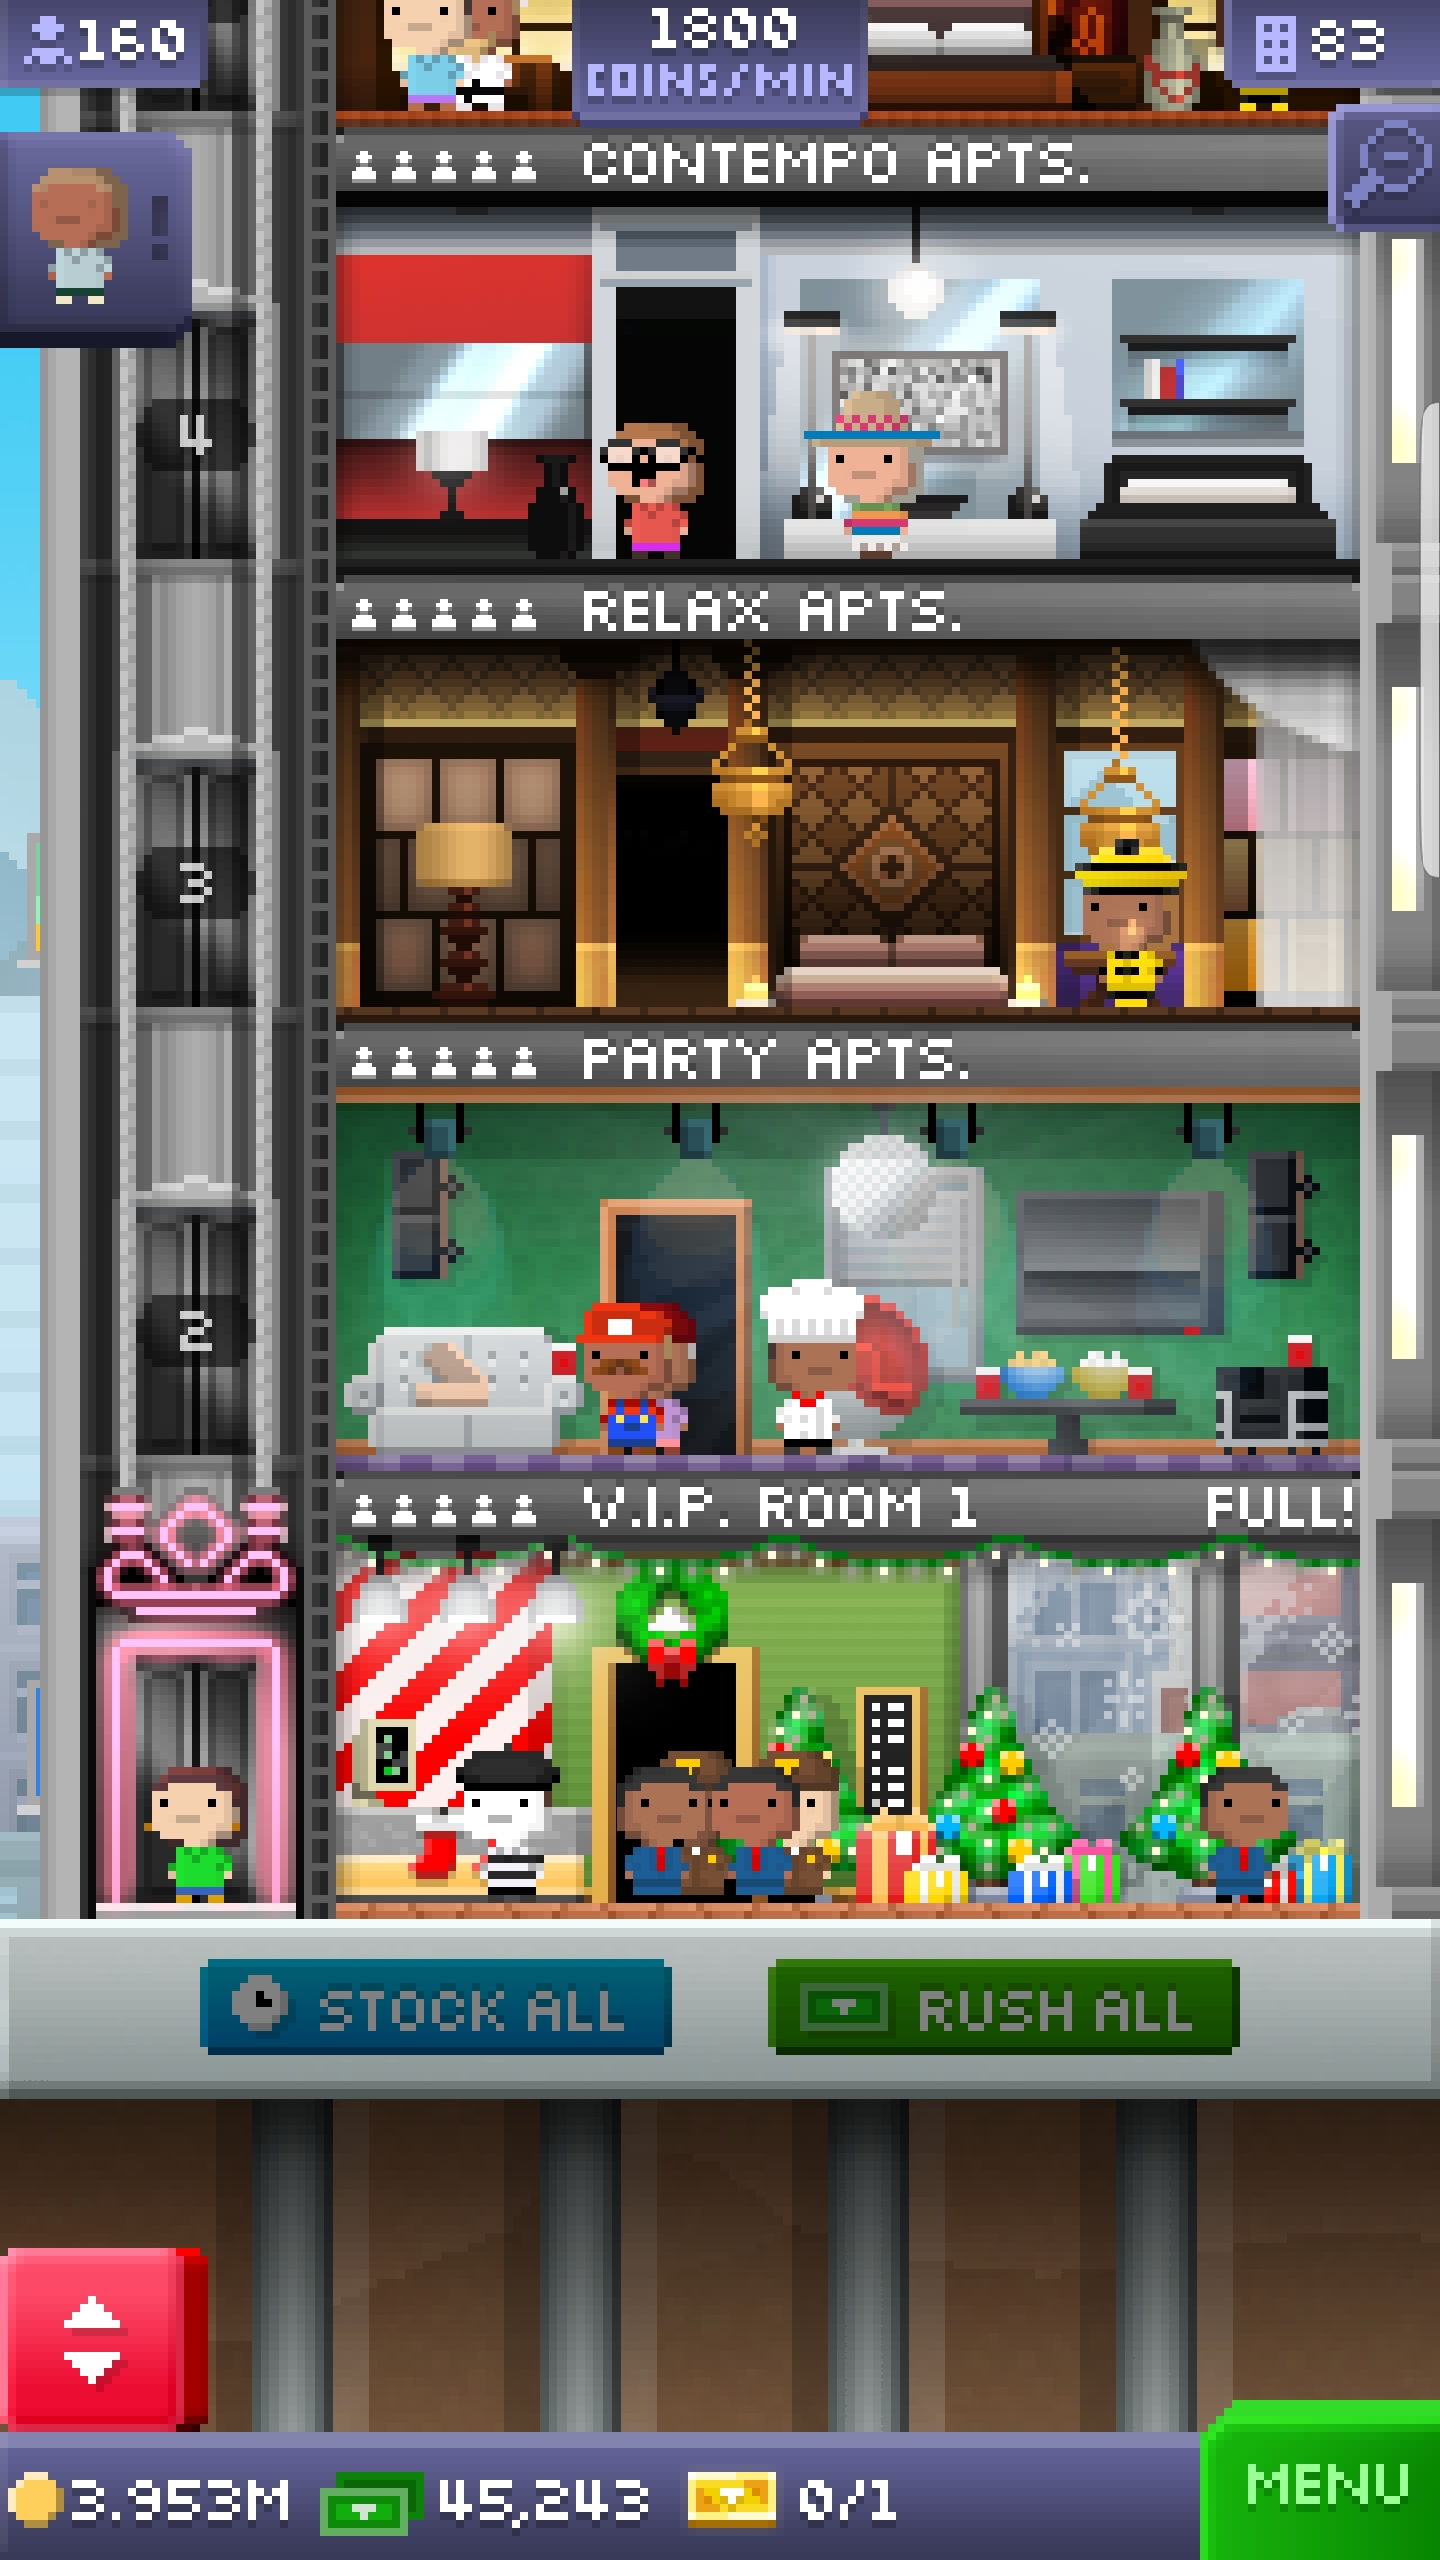 160
1800
COINS/MIN
83
!
CONTEMPO APTS.
4
RELAX APTS.
3
PARTY APTS.
2
V.I.P. ROOM 1 FULL!
STOCK ALL
RUSH ALL
3.953M 45,243 0/1
MENU